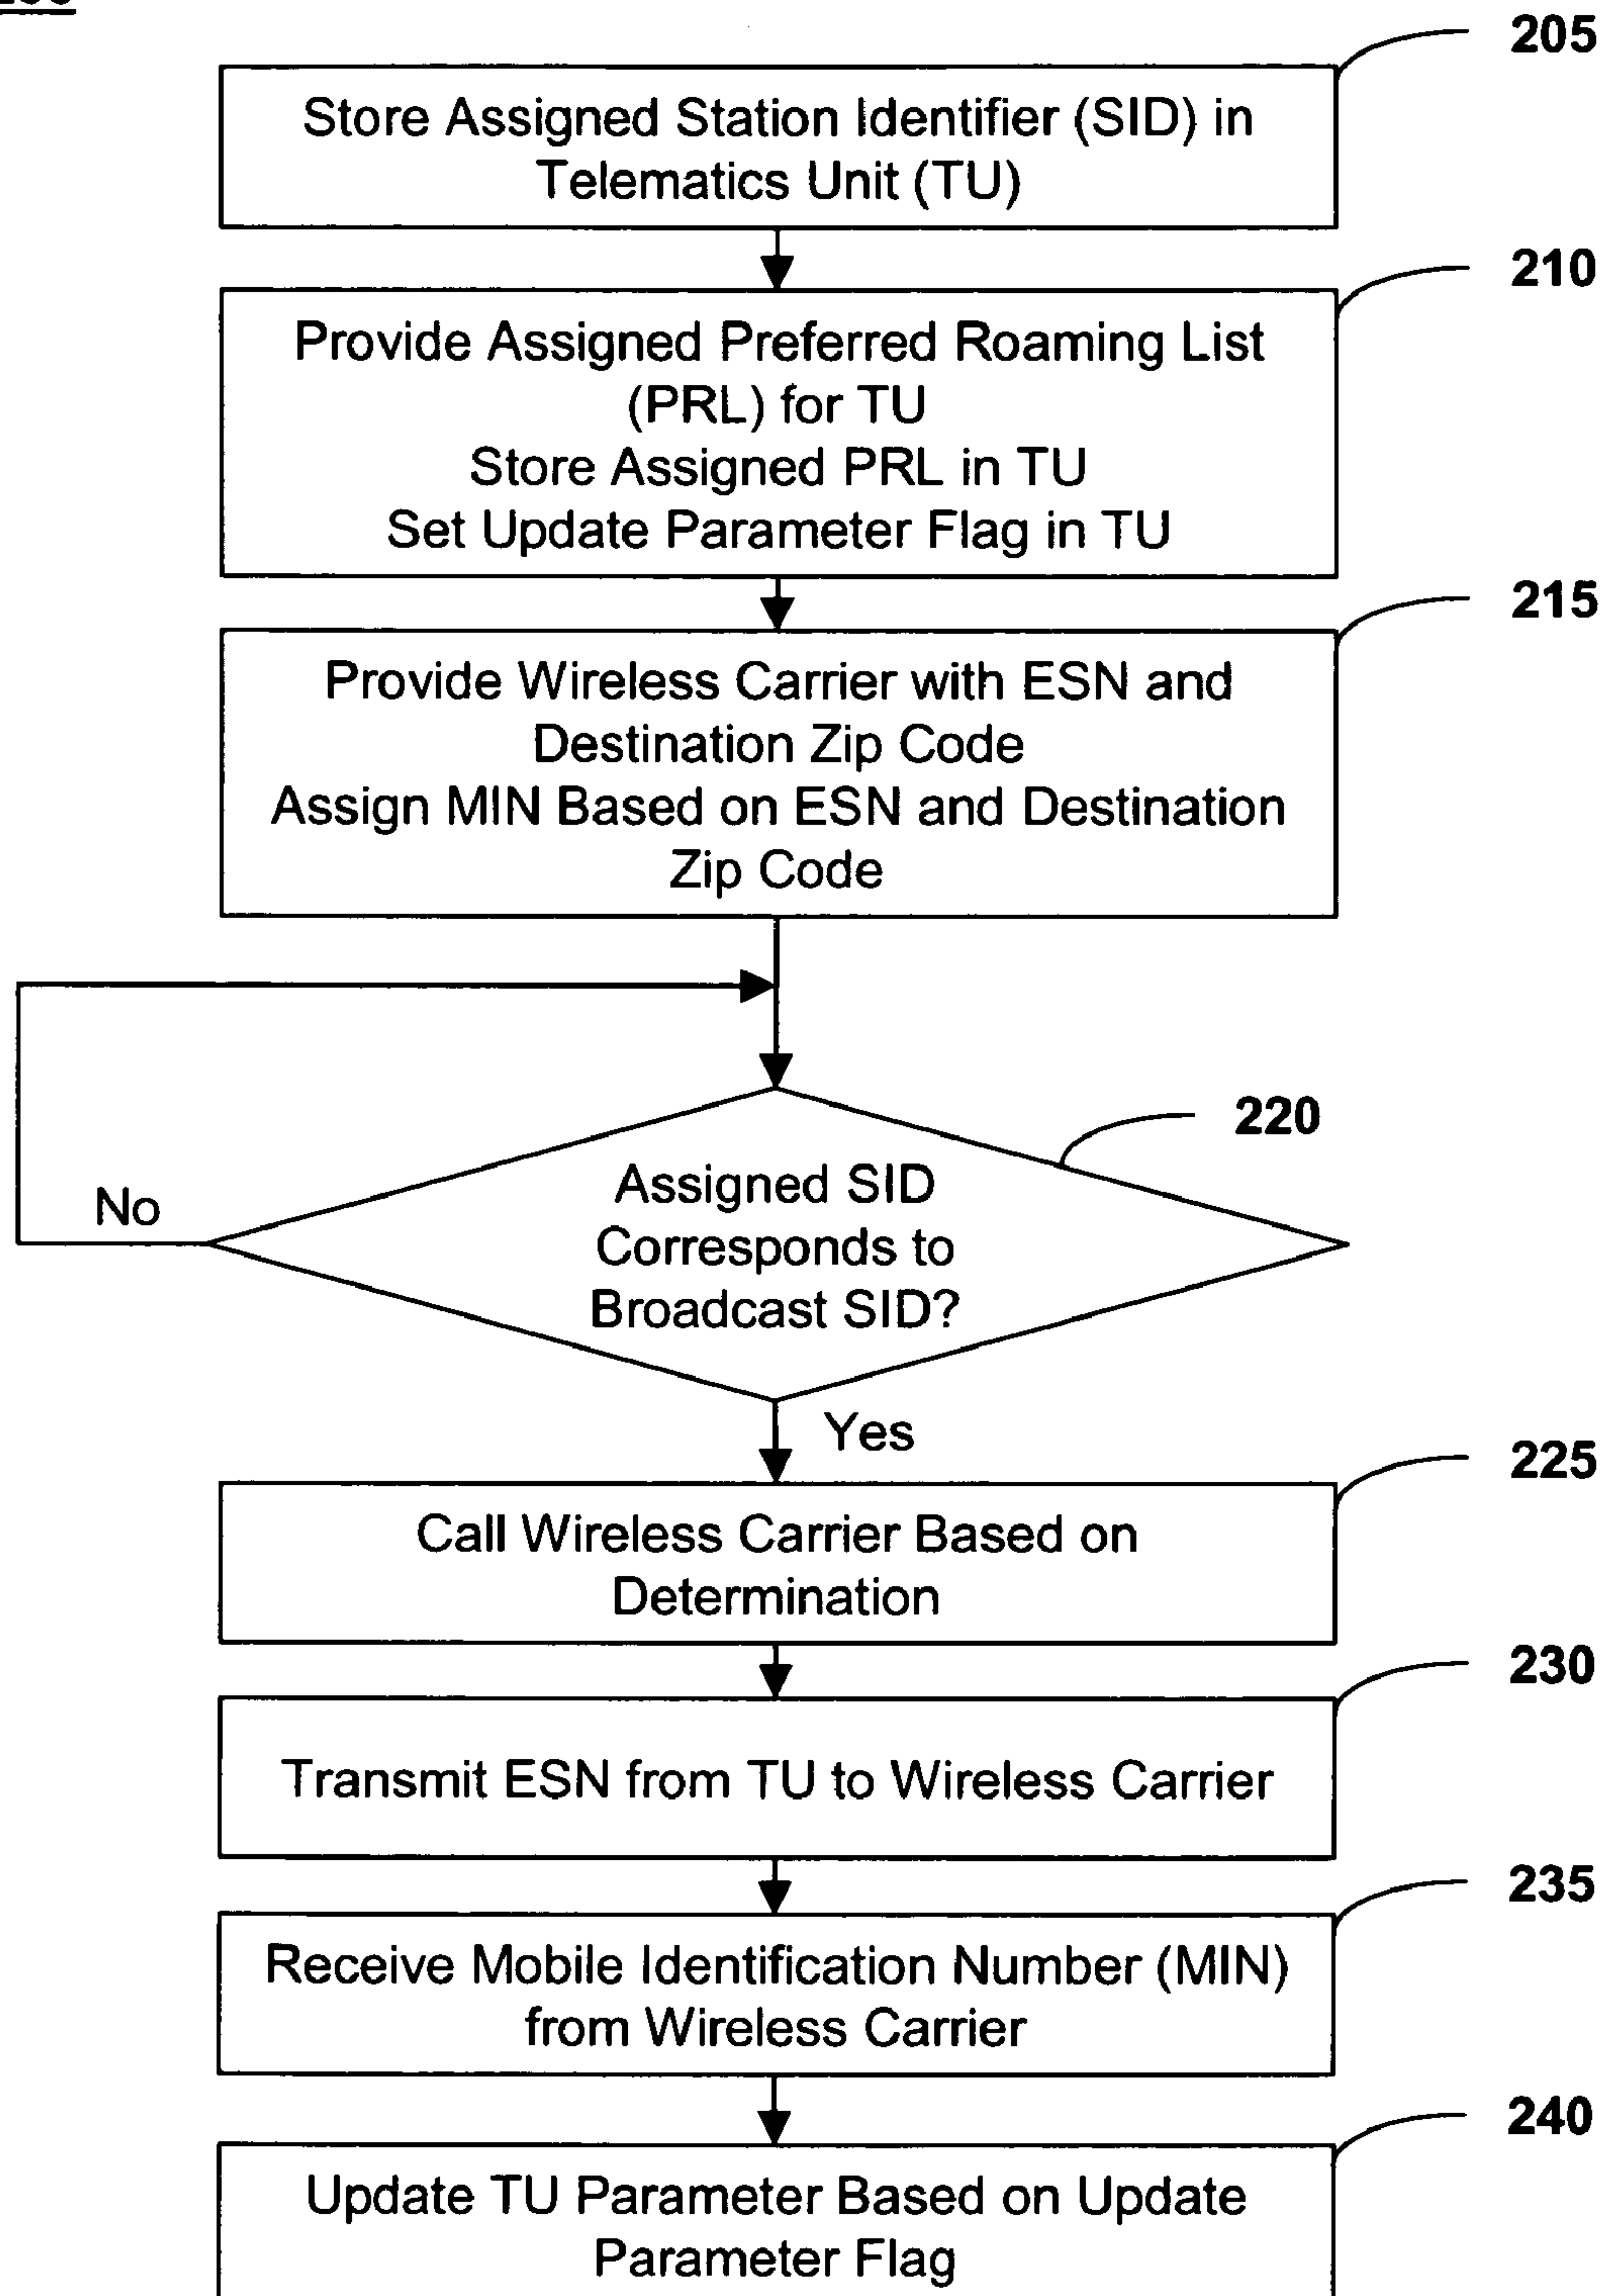 205
Store Assigned Station Identifier (SID) in
Telematics Unit (TU)
210
Provide Assigned Preferred Roaming List
(PRL) for TU
Store Assigned PRL in TU
Set Update Parameter Flag in TU
215
Provide Wireless Carrier with ESN and
Destination Zip Code
Assign MIN Based on ESN and Destination
Zip Code
220
Assigned SID
Corresponds to
Broadcast SID?
No
Yes
225
Call Wireless Carrier Based on
Determination
230
Transmit ESN from TU to Wireless Carrier
235
Receive Mobile Identification Number (MIN)
from Wireless Carrier
240
Update TU Parameter Based on Update
Parameter Flag